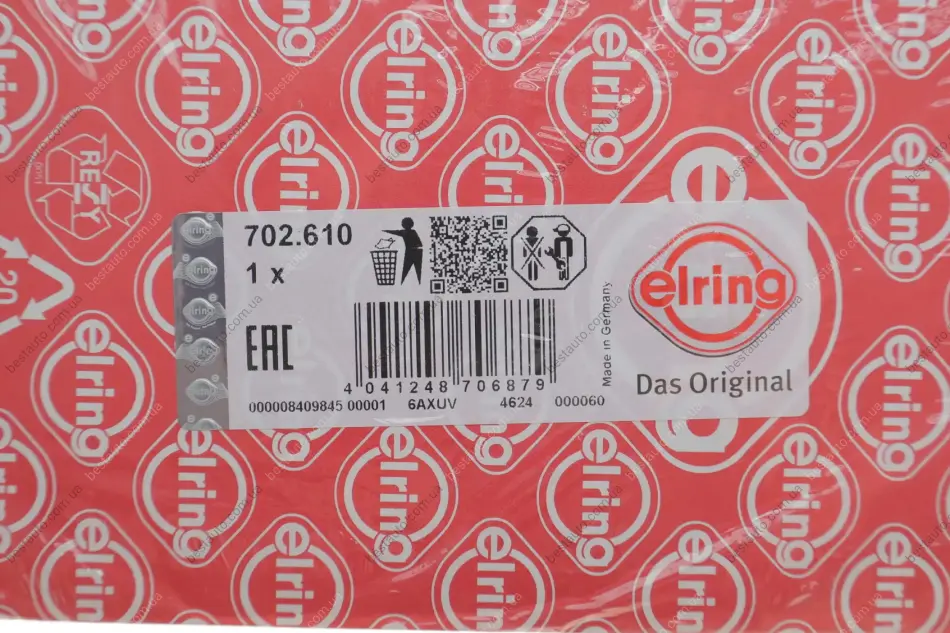 702.610
1 x
EAC
4 041248 706879
000008409845 00001 6AXUV 4624 000060
Made in Germany
elring
Das Original
elring
RESY
20
bestauto.com.ua